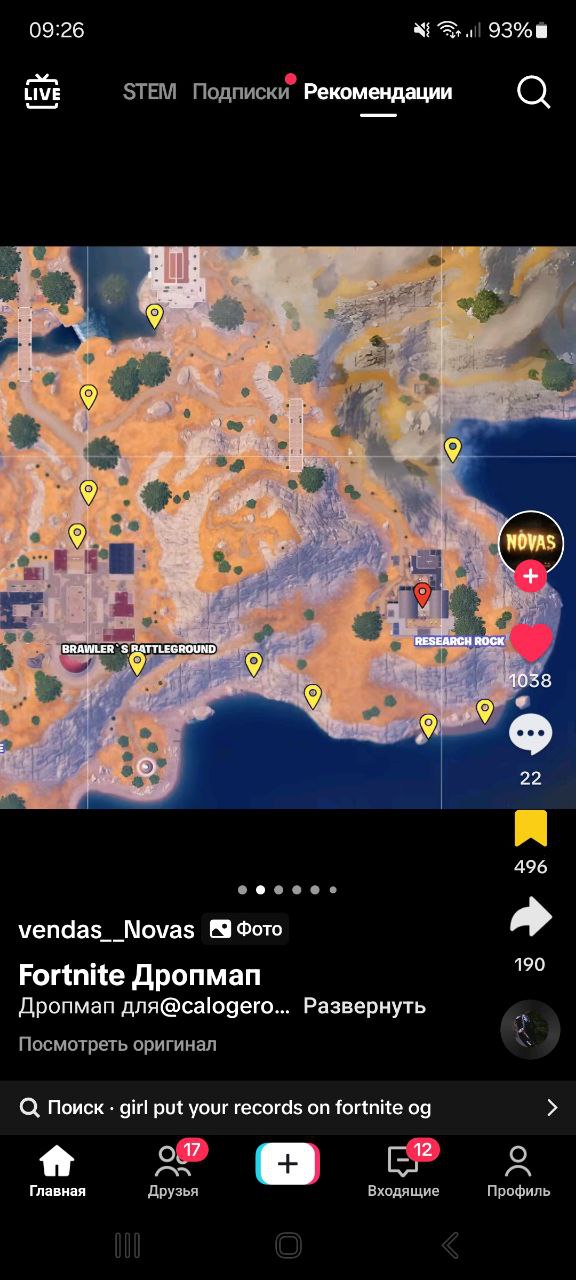 09:26
93%
LIVE
STEM
Подписки
Рекомендации
NOVAS
BRAWLER`S BATTLEGROUND
RESEARCH ROCK
1038
22
496
190
vendas__Novas
Фото
Fortnite Дропмап
Дропмап для@calogero... Развернуть
Посмотреть оригинал
Поиск · girl put your records on fortnite og
17
12
Главная
Друзья
Входящие
Профиль